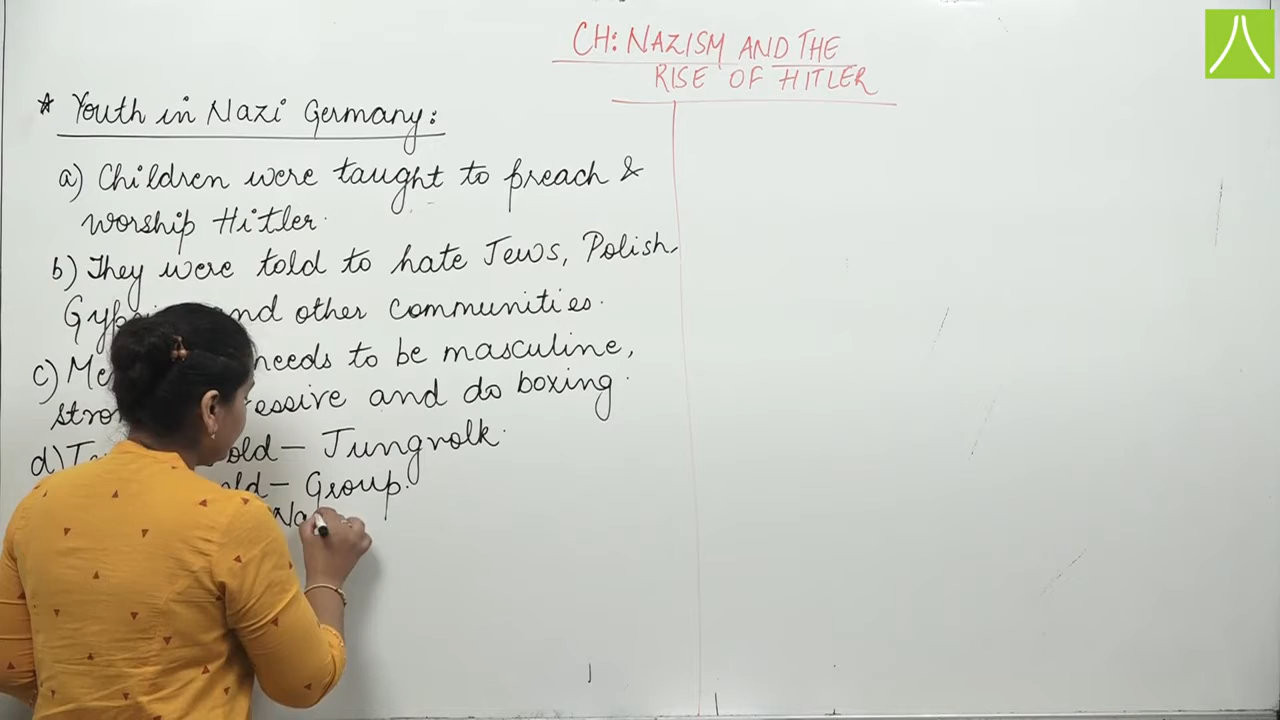 CH: NAZISM AND THE
RISE OF HITLER
* Youth in Nazi Germany:
a) Children were taught to preach &
worship Hitler.
b) They were told to hate Jews, Polish,
and other communities.
c) needs to be masculine,
and do boxing.
d) old - Jungvolk.
old - Group.